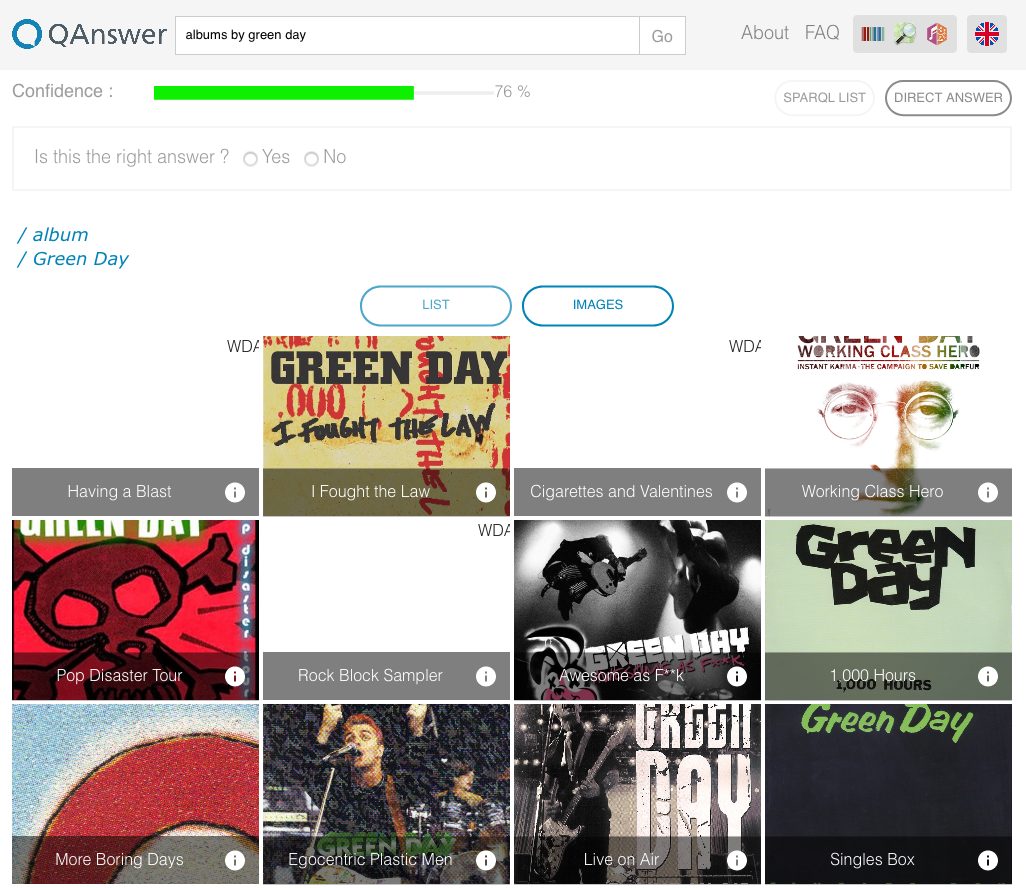 QAnswer
albums by green day
Go
About
FAQ
Confidence :
76 %
SPARQL LIST
DIRECT ANSWER
Is this the right answer ?
Yes
No
/ album
/ Green Day
LIST
IMAGES
WDA
Having a Blast
GREEN DAY
I FOUGHT THE LAW
I Fought the Law
WDA
Cigarettes and Valentines
GREEN DAY
WORKING CLASS HERO
INSTANT KARMA · THE CAMPAIGN TO SAVE DARFUR
Working Class Hero
GREEN DAY
Pop disaster
Pop Disaster Tour
WDA
Rock Block Sampler
GREEN DAY
AWESOME AS F**K
Awesome as F**k
GREEN DAY
1,000 HOURS
1,000 Hours
More Boring Days
GREEN DAY
Egocentric Plastic Men
GREEN DAY
Live on Air
Green Day
Singles Box